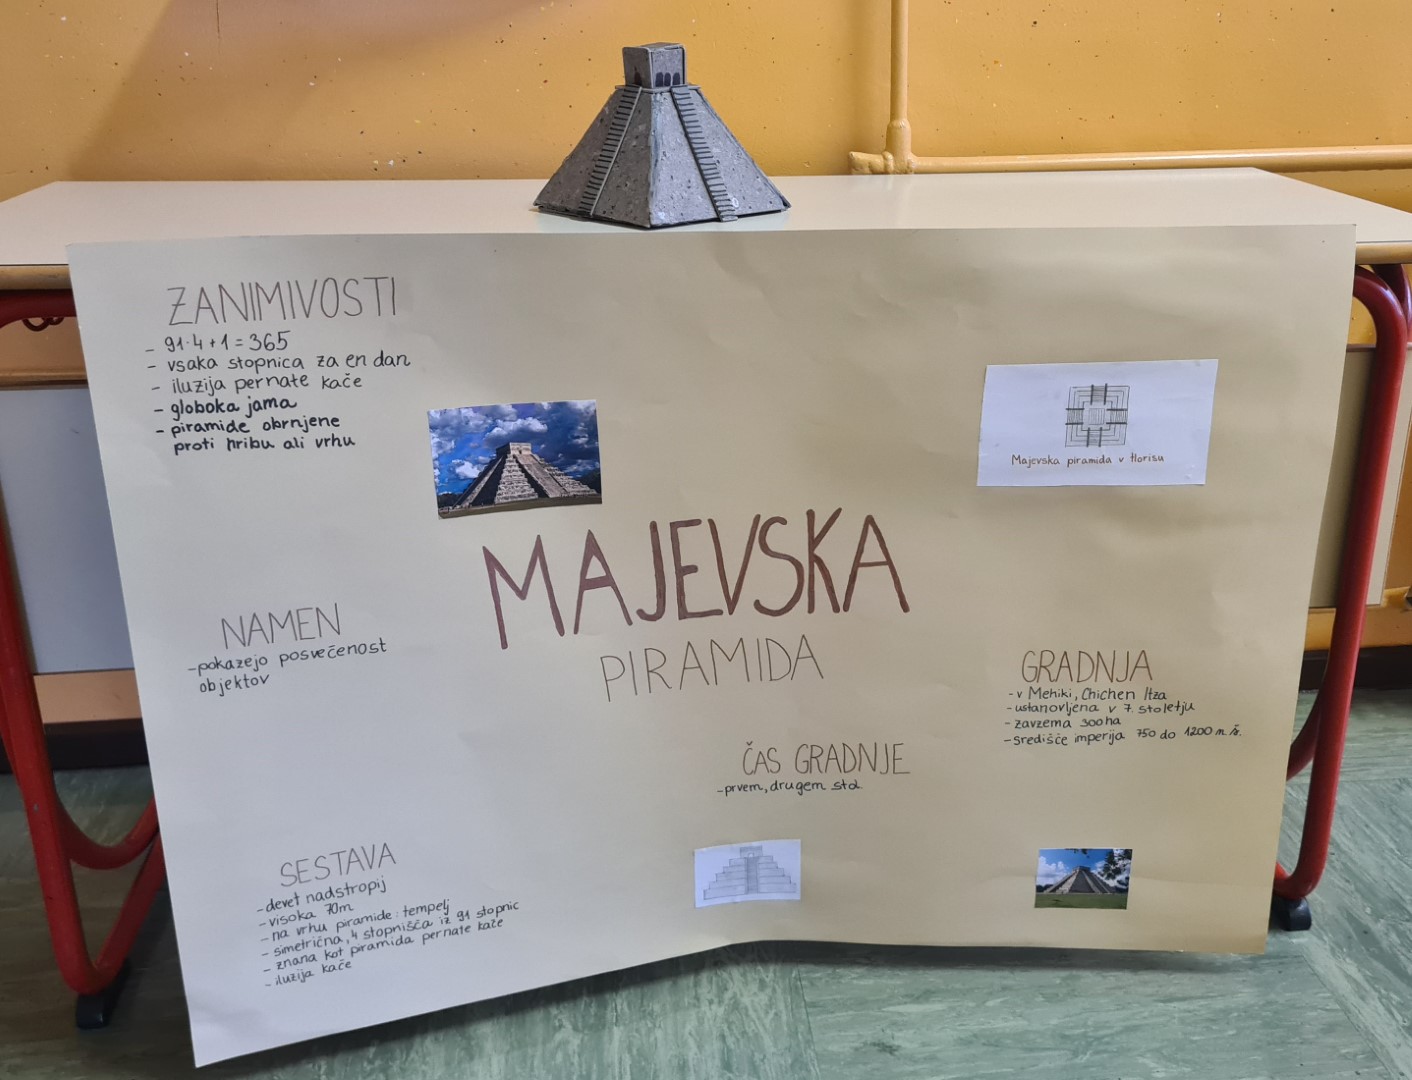 ZANIMIVOSTI
- 91·4+1=365
- vsaka stopnica za en dan
- iluzija pernate kače
- globoka jama
- piramide obrnjene
proti hribu ali vrhu
Majevska piramida v tlorisu
MAJEVSKA
PIRAMIDA
NAMEN
-pokazejo posvečenost
objektov
GRADNJA
- v Mehiki, Chichen Itza
- ustanovljena v 7. stoletju
- zavzema 300ha
- središče imperija 750 do 1200 n. š.
ČAS GRADNJE
-prvem, drugem stol.
SESTAVA
-devet nadstropij
-visoka 70m
- na vrhu piramide: tempelj
- simetrična, 4 stopnišča iz 91 stopnic
- znana kot piramida pernate kače
- iluzija kače